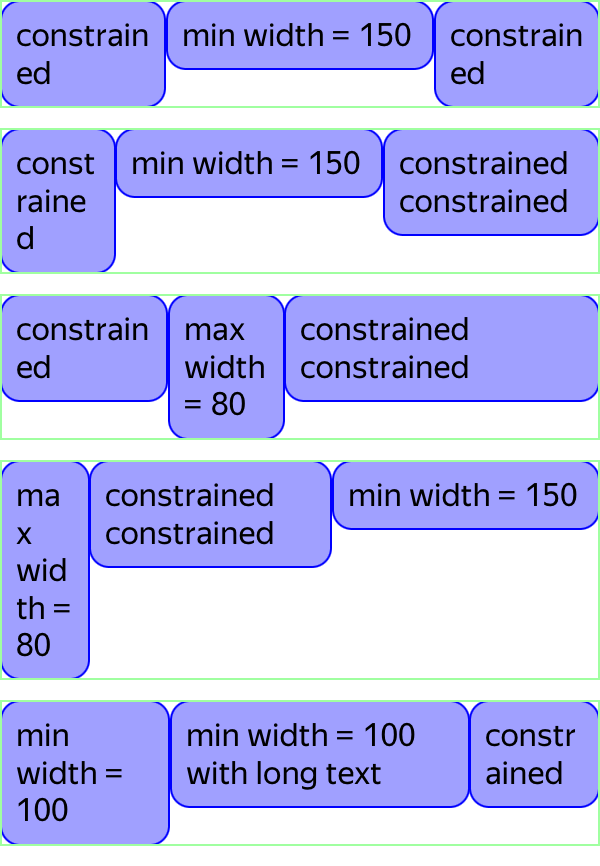 constrain
ed
min width = 150
constrain
ed
const
raine
d
min width = 150
constrained
constrained
constrain
ed
max
width
= 80
constrained
constrained
ma
x
wid
th =
80
constrained
constrained
min width = 150
min
width =
100
min width = 100
with long text
constr
ained